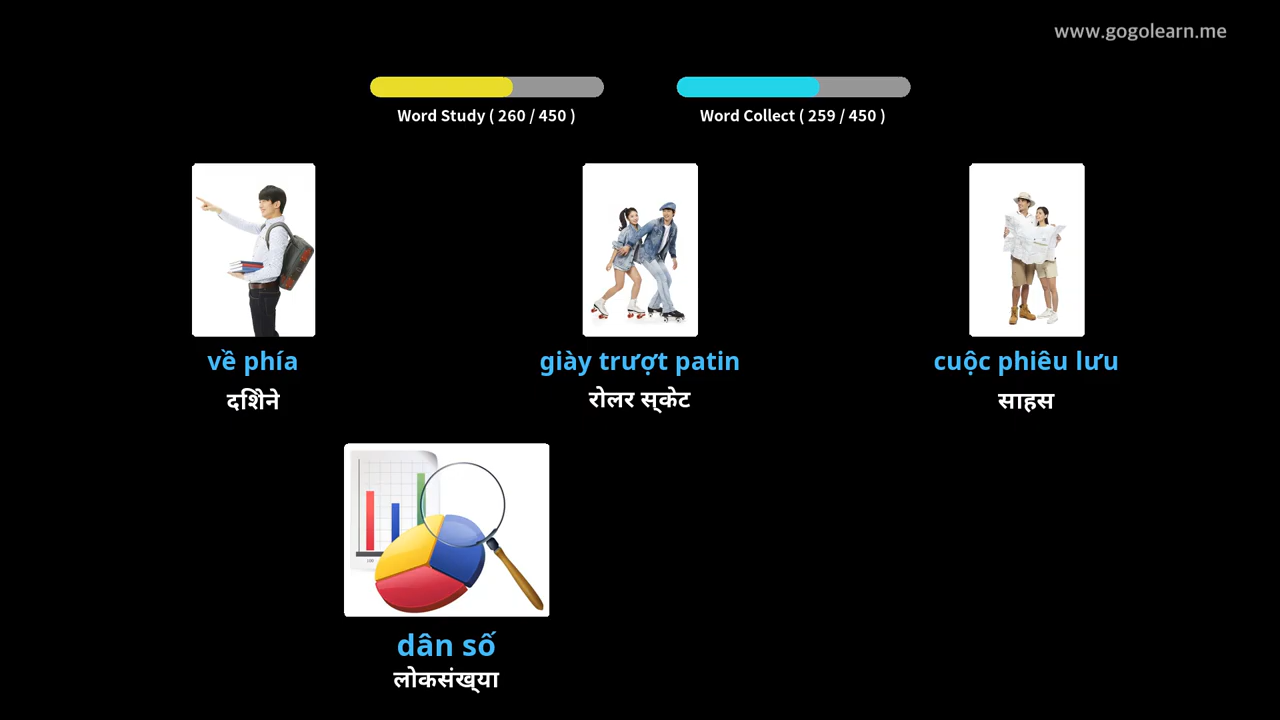 www.gogolearn.me
Word Study ( 260 / 450 )
Word Collect ( 259 / 450 )
về phía
giày trượt patin
cuộc phiêu lưu
दिशेने
रोलर स्केट
साहस
dân số
लोकसंख्या